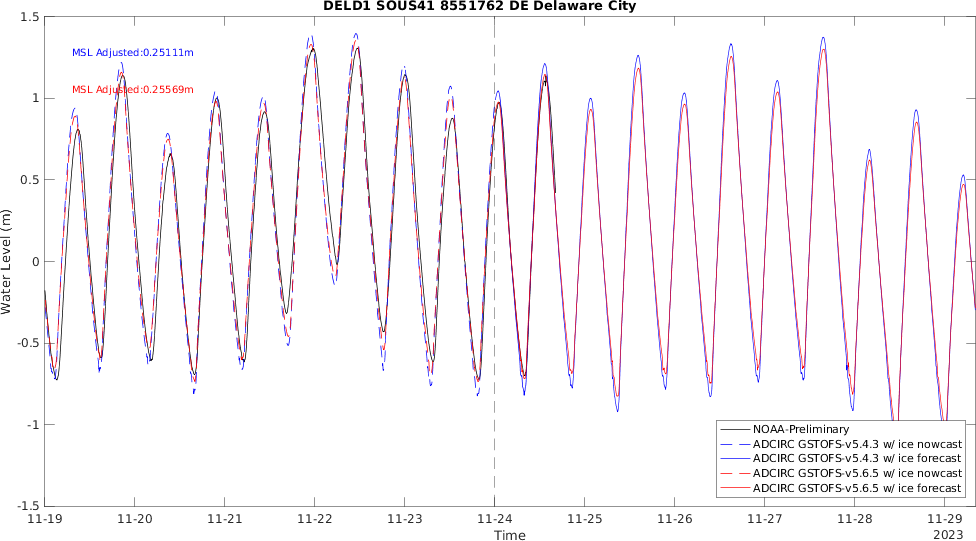 DELD1 SOUS41 8551762 DE Delaware City
1.5
MSL Adjusted:0.25111m
1
MSL Adjusted:0.25569m
0.5
0
-0.5
-1
-1.5
Water Level (m)
NOAA-Preliminary
ADCIRC GSTOFS-v5.4.3 w/ ice nowcast
ADCIRC GSTOFS-v5.4.3 w/ ice forecast
ADCIRC GSTOFS-v5.6.5 w/ ice nowcast
ADCIRC GSTOFS-v5.6.5 w/ ice forecast
11-19 11-20 11-21 11-22 11-23 11-24 11-25 11-26 11-27 11-28 11-29
2023
Time